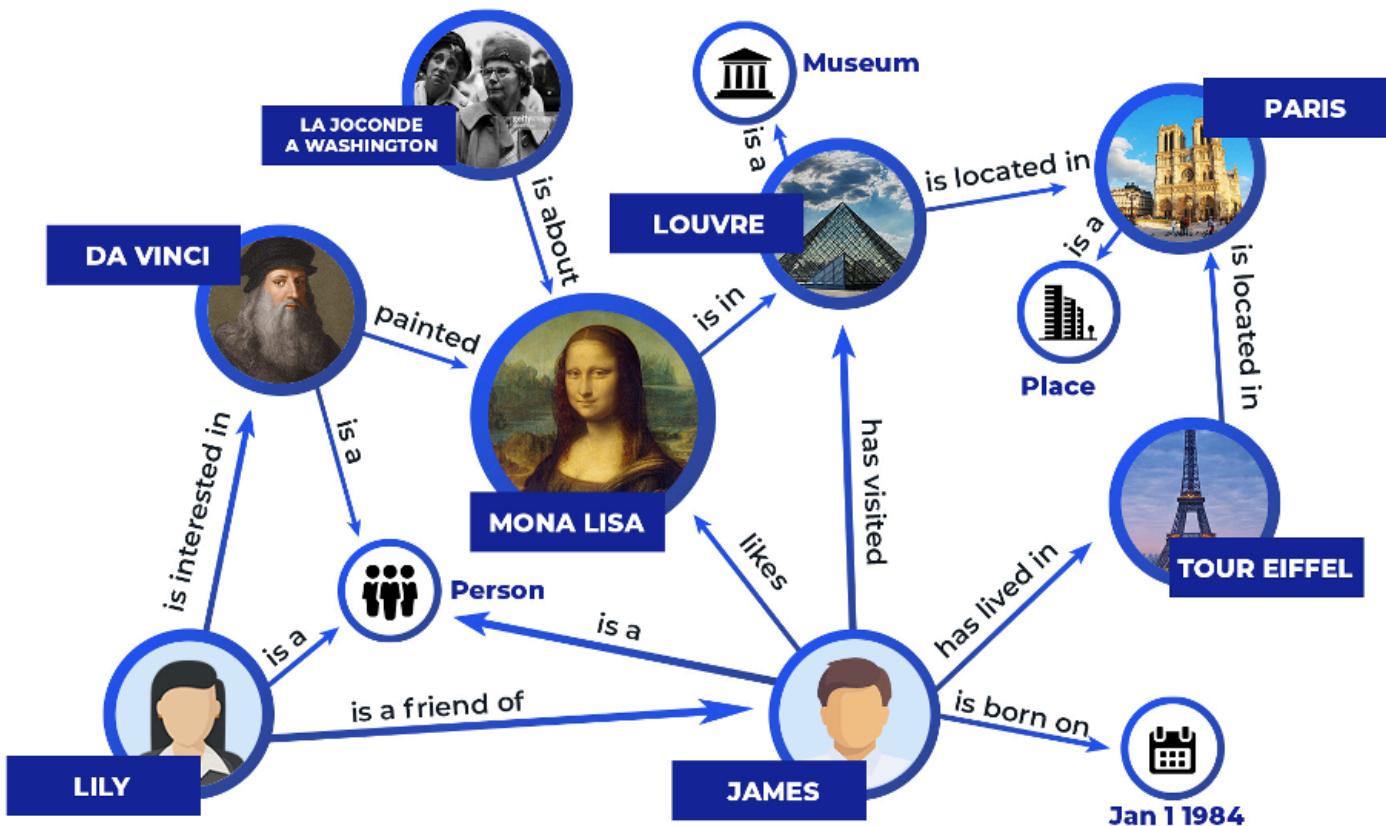 Museum
LA JOCONDE
A WASHINGTON
gettyimages
PARIS
is a
is located in
is about
LOUVRE
is a
DA VINCI
is located in
painted
is in
Place
is interested in
is a
has visited
MONA LISA
likes
has lived in
TOUR EIFFEL
Person
is a
is a
is a friend of
is born on
LILY
JAMES
Jan 1 1984